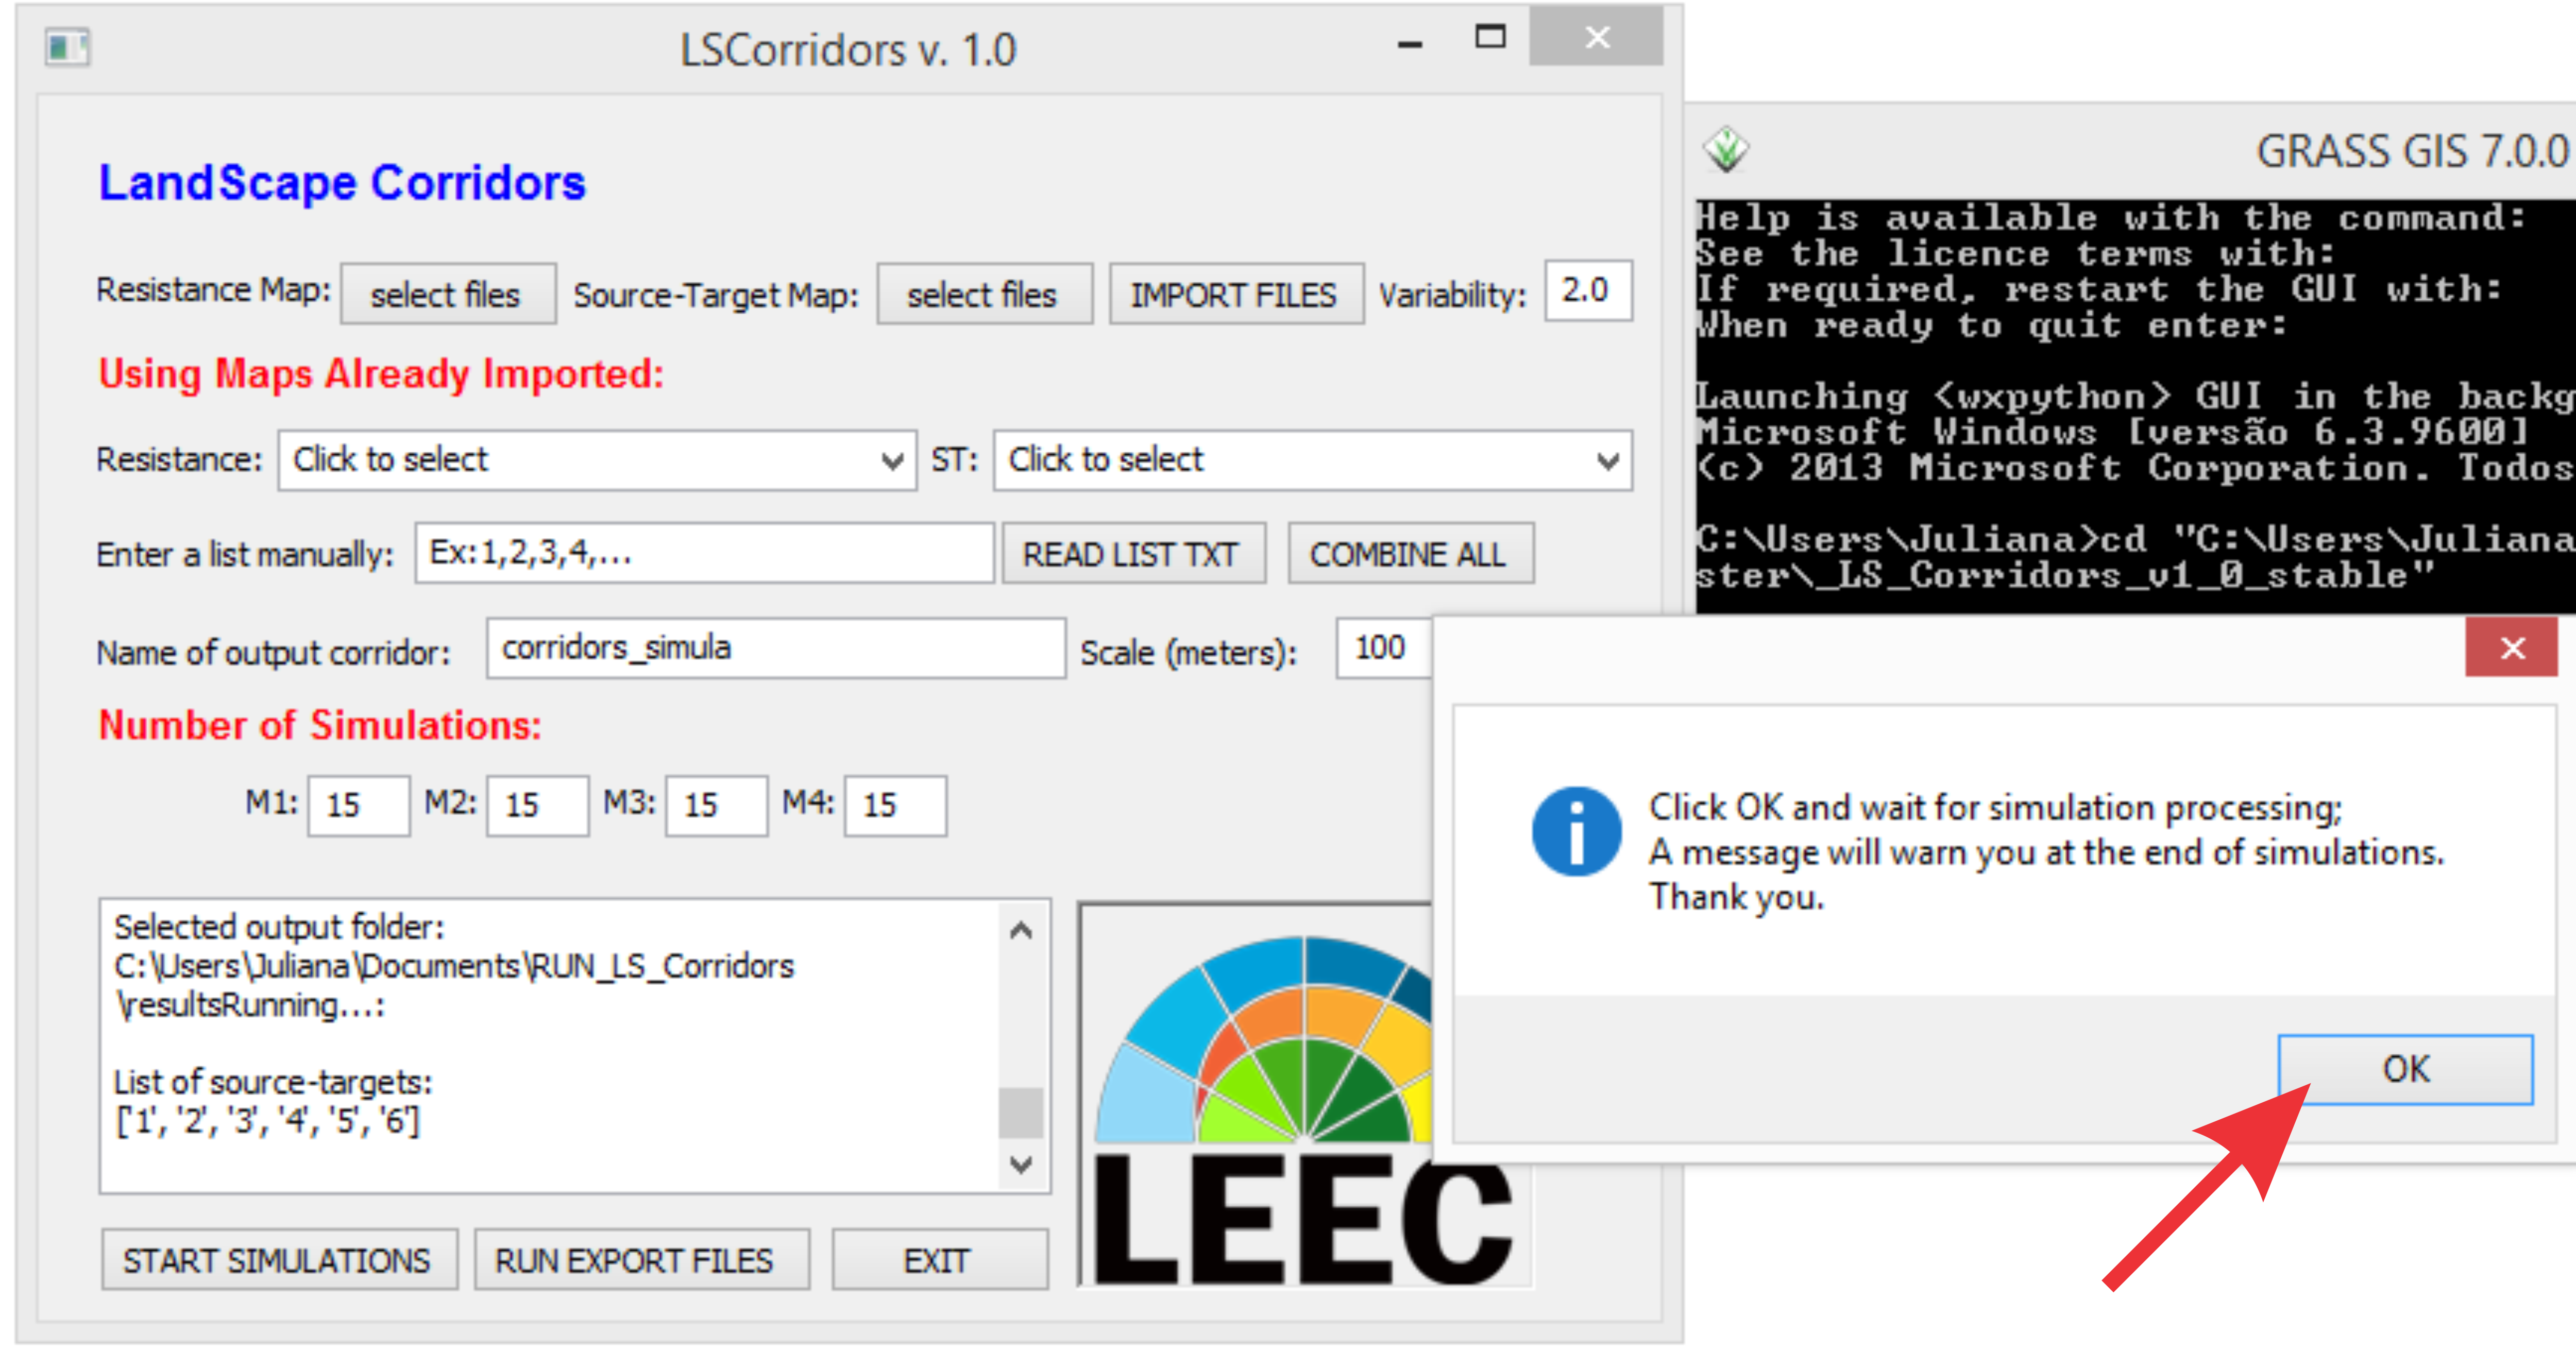 LSCorridors v. 1.0
LandScape Corridors
Resistance Map: select files Source-Target Map: select files IMPORT FILES Variability: 2.0
Using Maps Already Imported:
Resistance: Click to select ST: Click to select
Enter a list manually: Ex:1,2,3,4,... READ LIST TXT COMBINE ALL
Name of output corridor: corridors_simula Scale (meters): 100
Number of Simulations:
M1: 15 M2: 15 M3: 15 M4: 15
Selected output folder:
C:\Users\Juliana\Documents\RUN_LS_Corridors
\resultsRunning...:
List of source-targets:
['1', '2', '3', '4', '5', '6']
START SIMULATIONS RUN EXPORT FILES EXIT
LEEC
GRASS GIS 7.0.0
Help is available with the command:
See the licence terms with:
If required, restart the GUI with:
When ready to quit enter:
Launching <wxpython> GUI in the backg
Microsoft Windows [versão 6.3.9600]
(c) 2013 Microsoft Corporation. Todos
C:\Users\Juliana>cd "C:\Users\Juliana
ster\_LS_Corridors_v1_0_stable"
Click OK and wait for simulation processing;
A message will warn you at the end of simulations.
Thank you.
OK